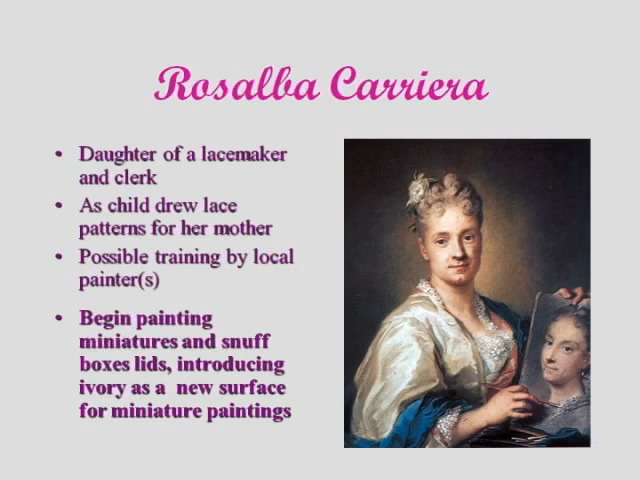 Rosalba Carriera
• Daughter of a lacemaker
and clerk
• As child drew lace
patterns for her mother
• Possible training by local
painter(s)
• Begin painting
miniatures and snuff
boxes lids, introducing
ivory as a new surface
for miniature paintings